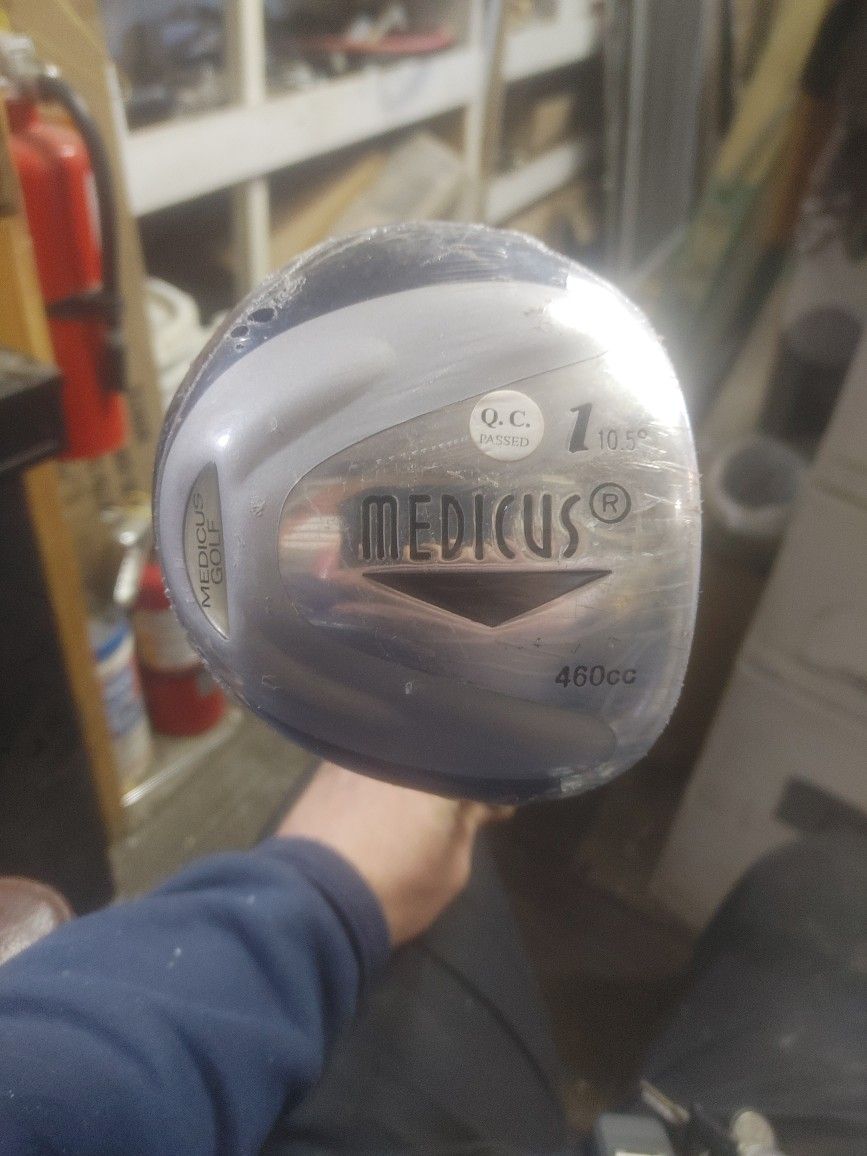 Q. C.
PASSED
1 10.5°
MEDICUS®
460cc
MEDICUS
GOLF